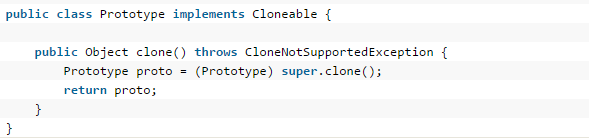 public class Prototype implements Cloneable {
    public Object clone() throws CloneNotSupportedException {
        Prototype proto = (Prototype) super.clone();
        return proto;
    }
}